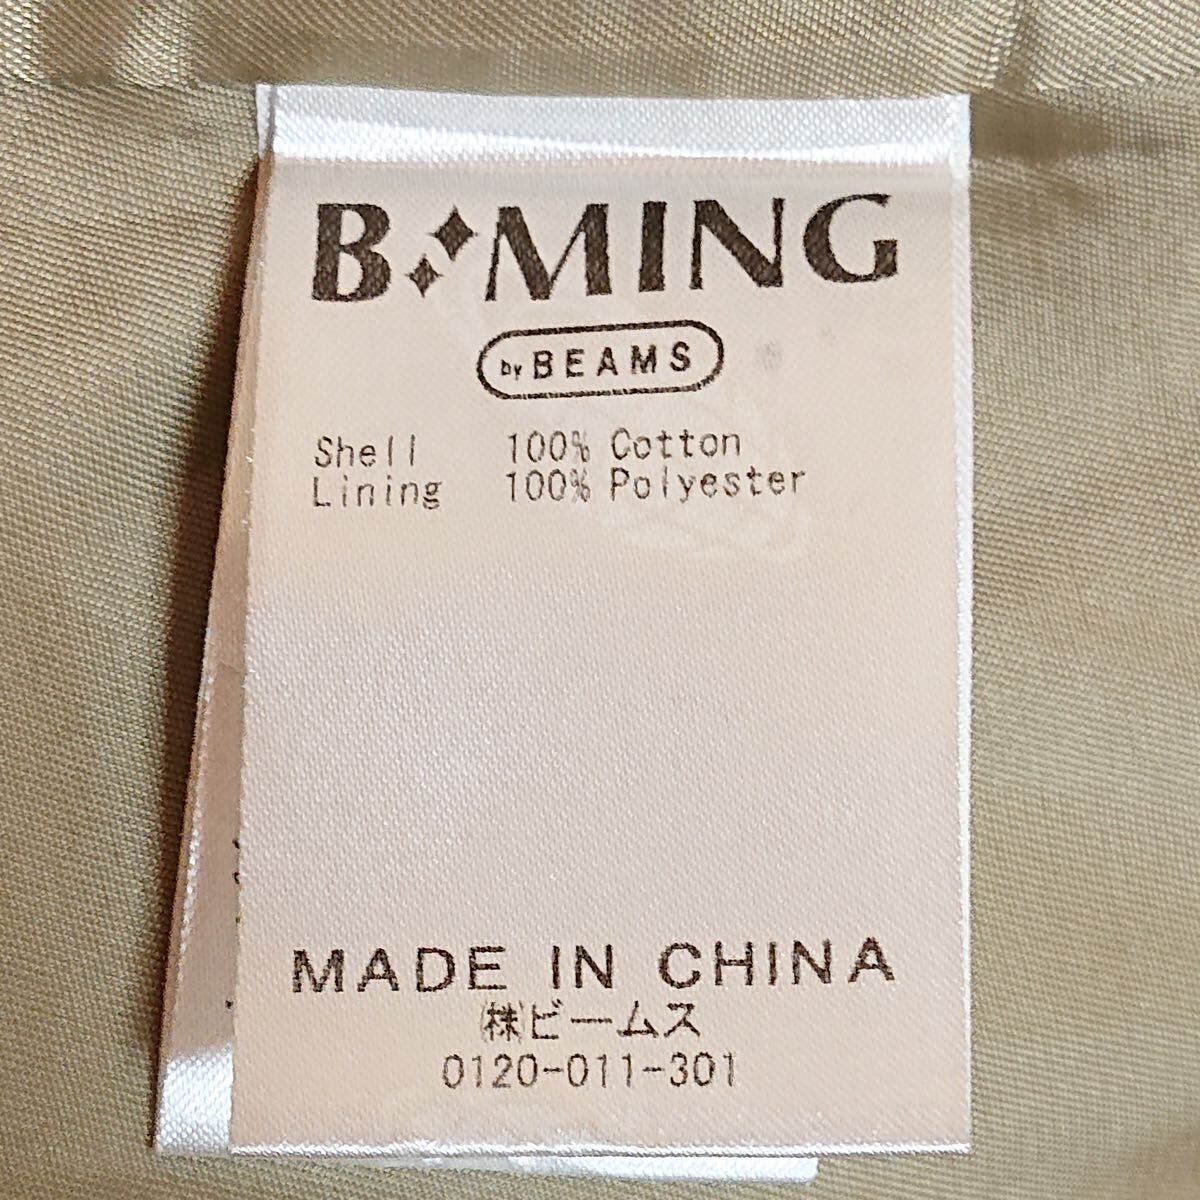 B MING
by BEAMS
Shell 100% Cotton
Lining 100% Polyester
MADE IN CHINA
㈱ビームス
0120-011-301